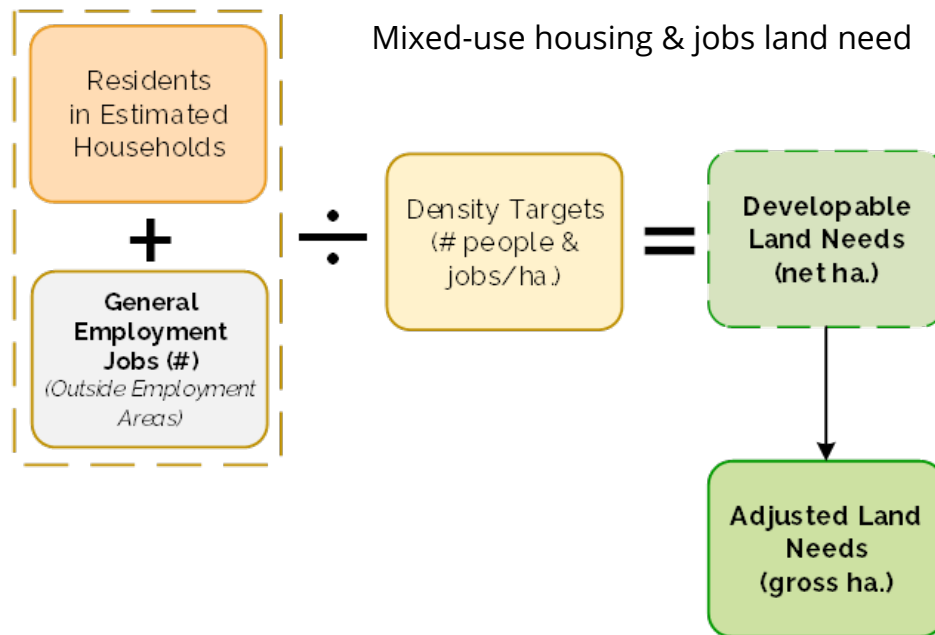 Mixed-use housing & jobs land need
Residents
in Estimated
Households
+
General
Employment
Jobs (#)
(Outside Employment
Areas)
÷
Density Targets
(# people &
jobs/ha.)
=
Developable
Land Needs
(net ha.)
Adjusted Land
Needs
(gross ha.)